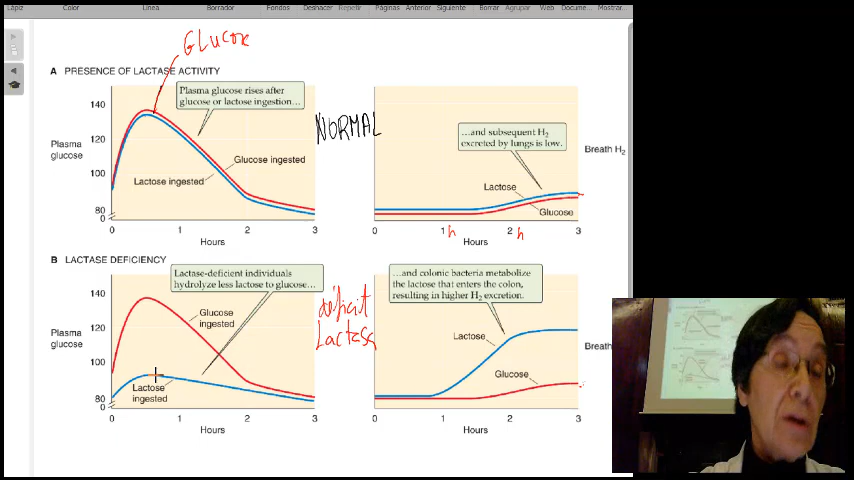 Lápiz Color Línea Borrador Fondos Deshacer Repetir Páginas Anterior Siguiente Borrar Agrupar Web Docume... Mostrar...
GLucos
A PRESENCE OF LACTASE ACTIVITY
140
120
100
80
0
Plasma
glucose
Plasma glucose rises after
glucose or lactose ingestion...
Glucose ingested
Lactose ingested
0 1 2 3
Hours
NORMAL
...and subsequent H2
excreted by lungs is low.
Breath H2
Lactose
Glucose
0 1 h 2 h 3
Hours
B LACTASE DEFICIENCY
140
120
100
80
0
Plasma
glucose
Lactase-deficient individuals
hydrolyze less lactose to glucose...
Glucose
ingested
Lactose
ingested
0 1 2 3
Hours
deficit
Lactasa
...and colonic bacteria metabolize
the lactose that enters the colon,
resulting in higher H2 excretion.
Lactose
Glucose
Breath
0 1 2 3
Hours